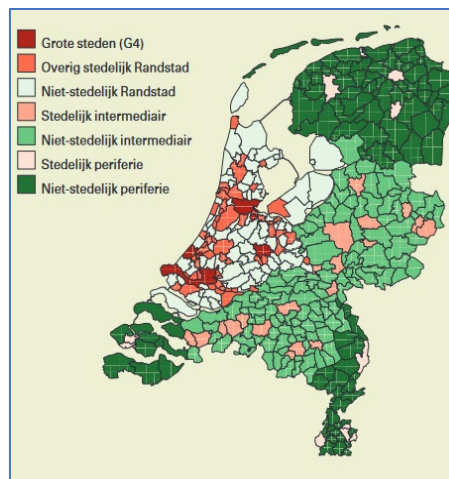 Grote steden (G4)
Overig stedelijk Randstad
Niet-stedelijk Randstad
Stedelijk intermediair
Niet-stedelijk intermediair
Stedelijk periferie
Niet-stedelijk periferie